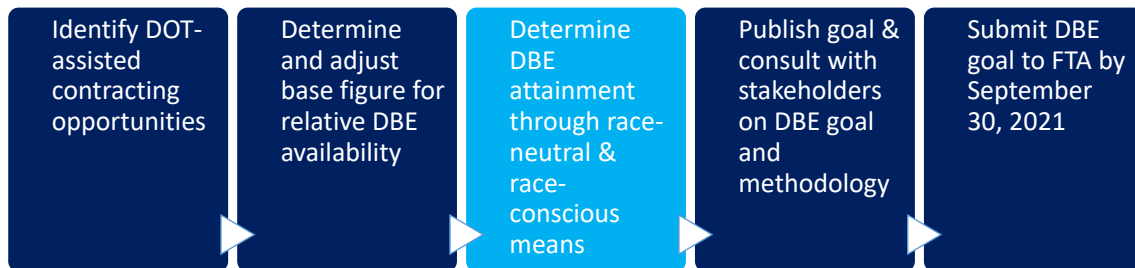 Identify DOT-
assisted
contracting
opportunities
Determine
and adjust
base figure for
relative DBE
availability
Determine
DBE
attainment
through race-
neutral &
race-
conscious
means
Publish goal &
consult with
stakeholders
on DBE goal
and
methodology
Submit DBE
goal to FTA by
September
30, 2021